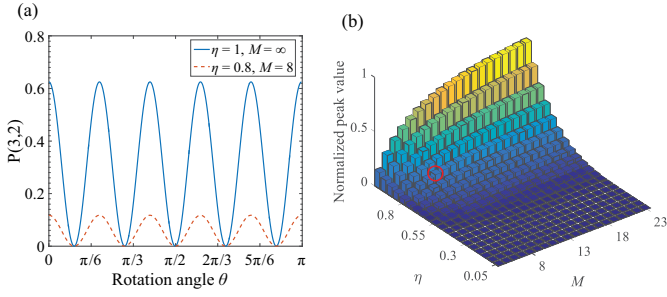 (a)
η = 1, M = ∞
η = 0.8, M = 8
0.8
0.6
0.4
0.2
0
P(3,2)
0 π/6 π/3 π/2 2π/3 5π/6 π
Rotation angle θ
(b)
Normalized peak value
1
0.5
0
0.8
0.55
0.3
0.05
η
8
13
18
23
M